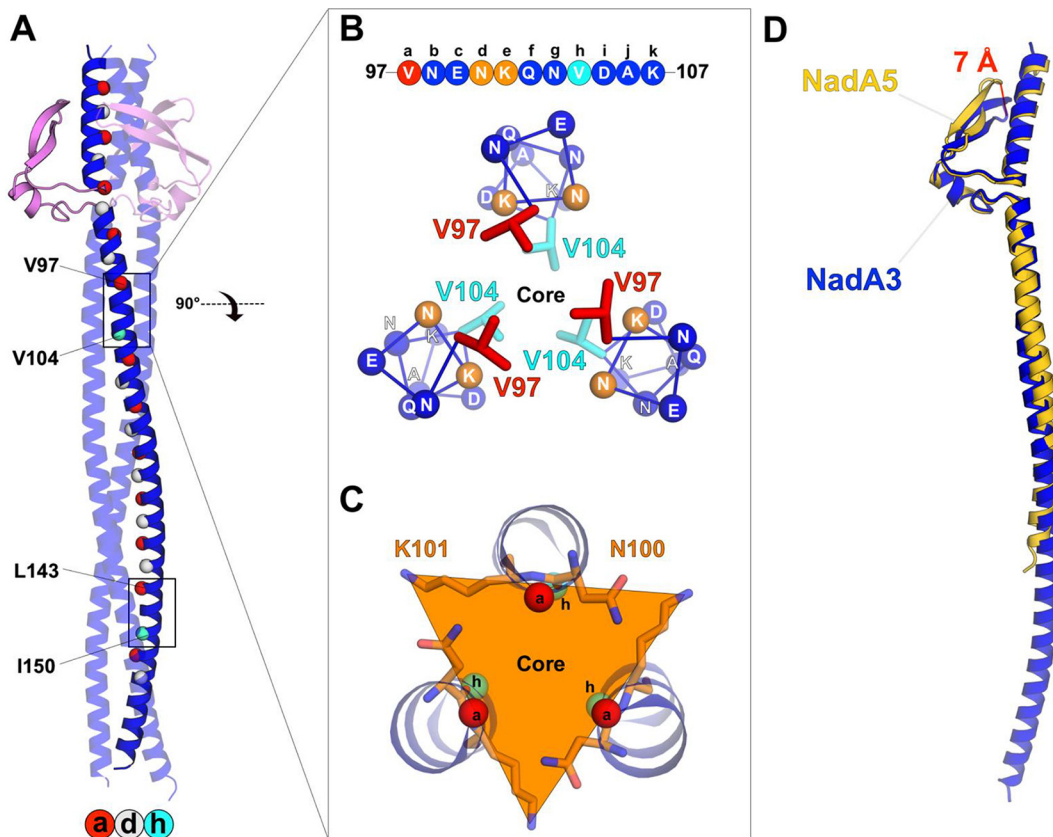 A
V97
V104
90°
L143
I150
a d h
B
a b c d e f g h i j k
97 V N E N K Q N V D A K 107
Q E
N A N
D K K N
V97
V104
V97
V104 Core
N N K
E V104
A K V97
Q N D
K D
N
K A Q
N N E
C
K101 N100
a h
Core
h h
a a
D
7 Å
NadA5
NadA3